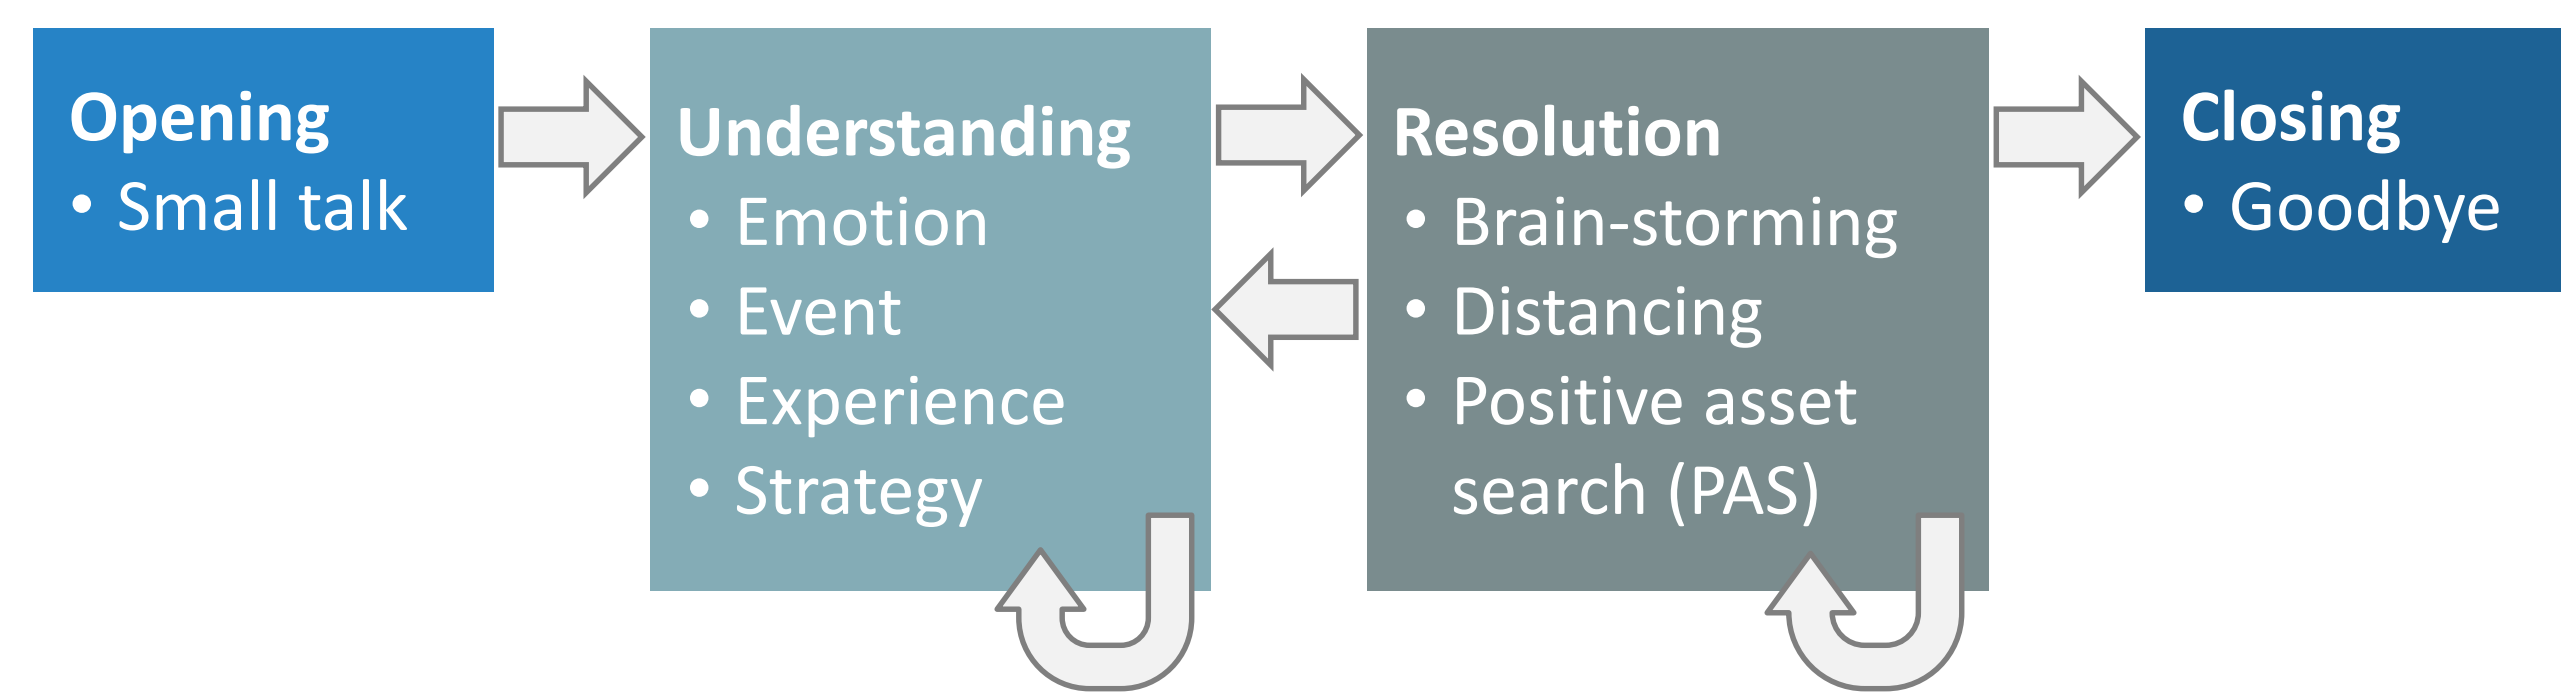 Opening
• Small talk
Understanding
• Emotion
• Event
• Experience
• Strategy
Resolution
• Brain-storming
• Distancing
• Positive asset
search (PAS)
Closing
• Goodbye